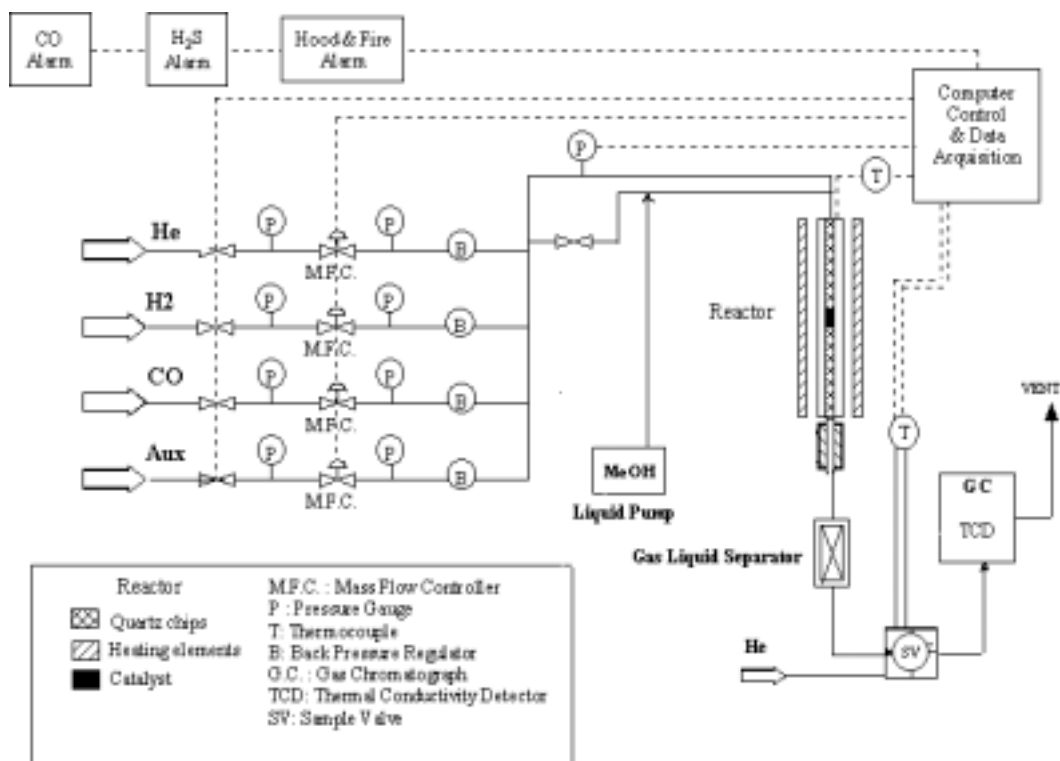 CO
Alarm
H₂S
Alarm
Hood & Fire
Alarm
Computer
Control
& Data
Acquisition
P
T
He
P
P
B
M.F.C.
H2
P
P
B
M.F.C.
Reactor
CO
P
P
B
M.F.C.
Aux
P
P
B
M.F.C.
MeOH
Liquid Pump
T
VENT
GC
TCD
Gas Liquid Separator
He
SV
Reactor
Quartz chips
Heating elements
Catalyst
M.F.C. : Mass Flow Controller
P : Pressure Gauge
T: Thermocouple
B: Back Pressure Regulator
G.C. : Gas Chromatograph
TCD: Thermal Conductivity Detector
SV: Sample Valve